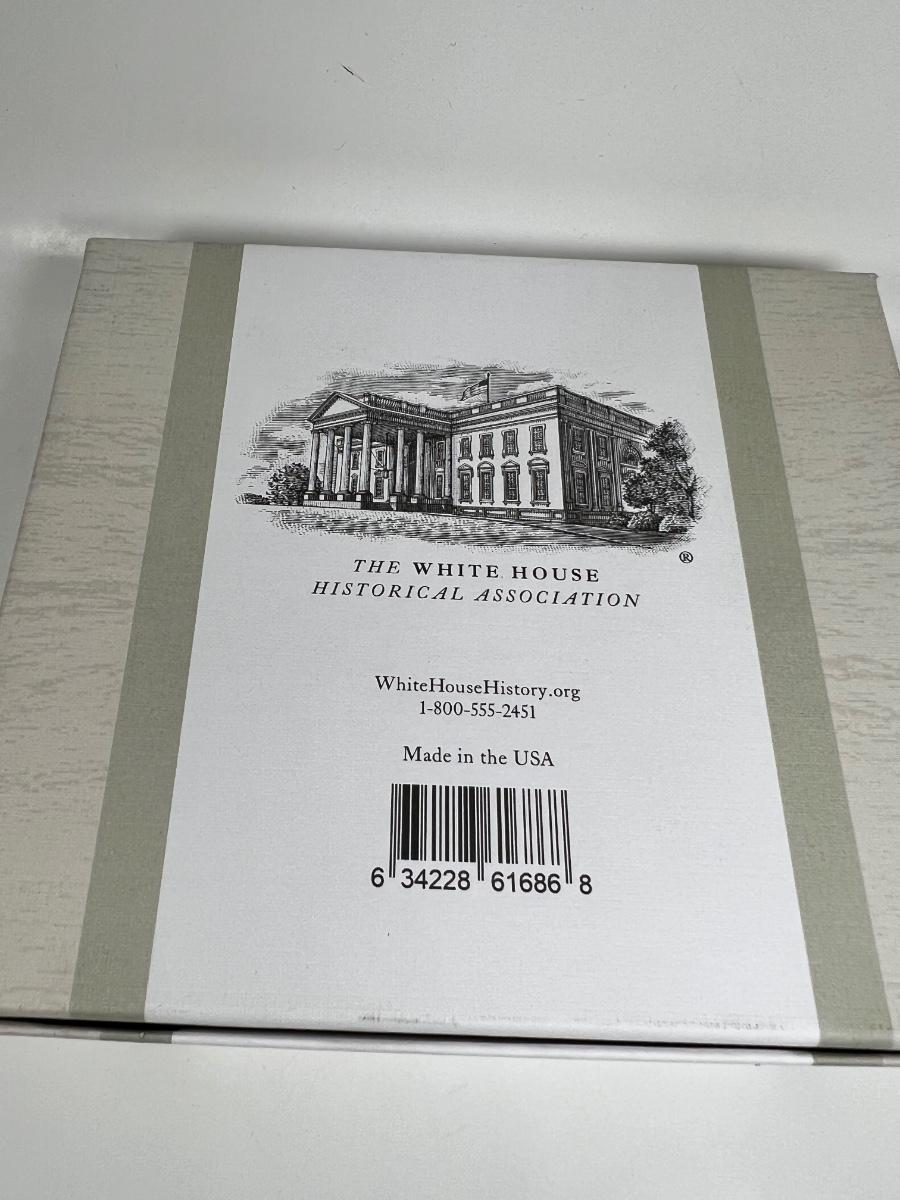 ®
THE WHITE HOUSE
HISTORICAL ASSOCIATION
WhiteHouseHistory.org
1-800-555-2451
Made in the USA
6 34228 61686 8